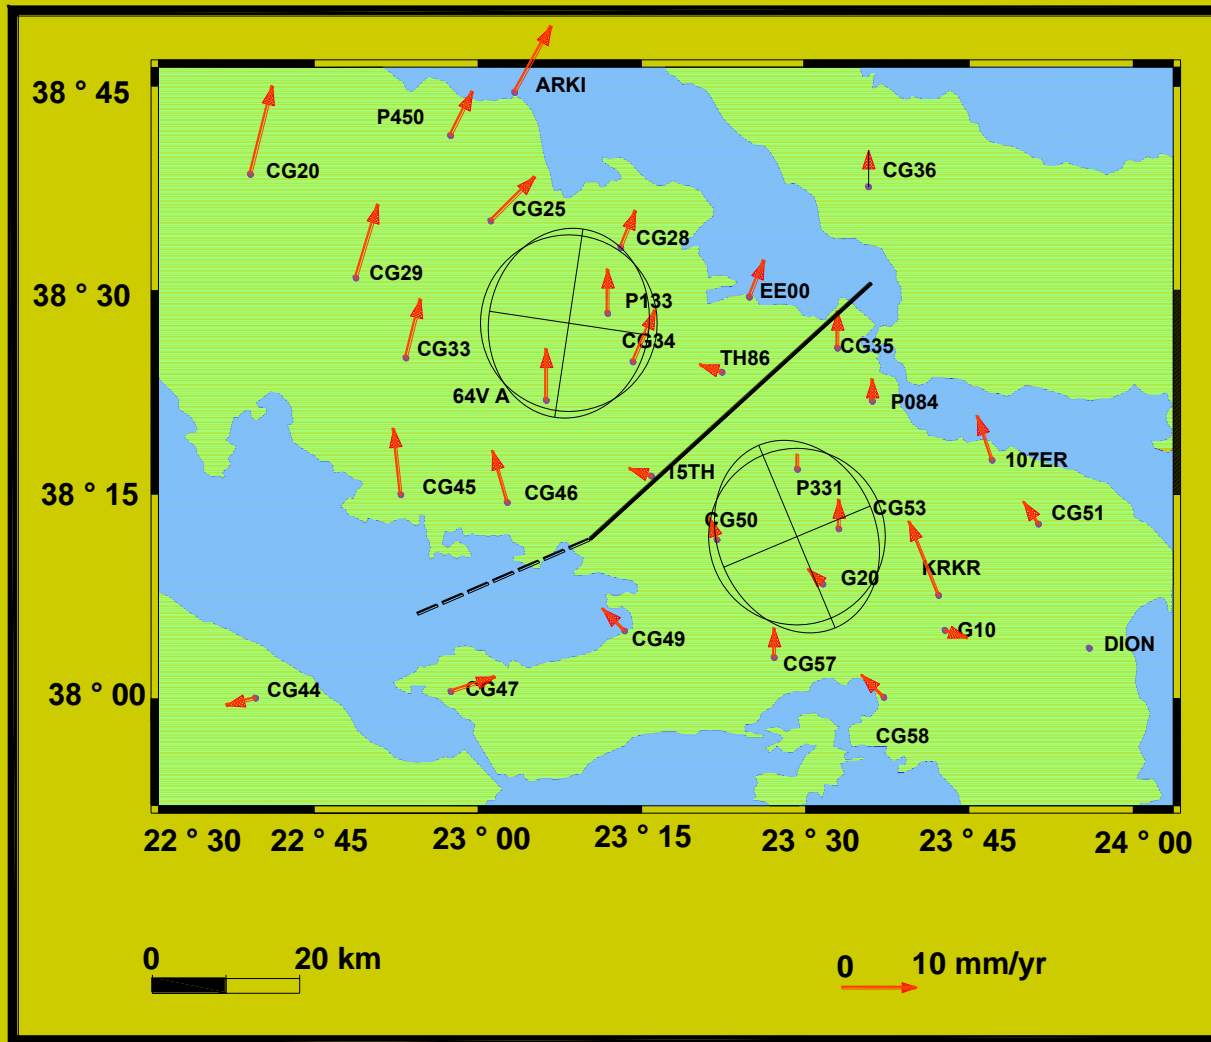 ARKI
38 ° 45
P450
CG20
CG36
CG25
CG28
CG29
38 ° 30
EE00
P133
CG34
CG33
CG35
TH86
64V A
P084
107ER
15TH
38 ° 15
CG45
CG46
P331
CG53
CG51
CG50
KRKR
G20
CG49
G10
DION
CG57
38 ° 00
CG44
CG47
CG58
22 ° 30
22 ° 45
23 ° 00
23 ° 15
23 ° 30
23 ° 45
24 ° 00
0 20 km
0 10 mm/yr